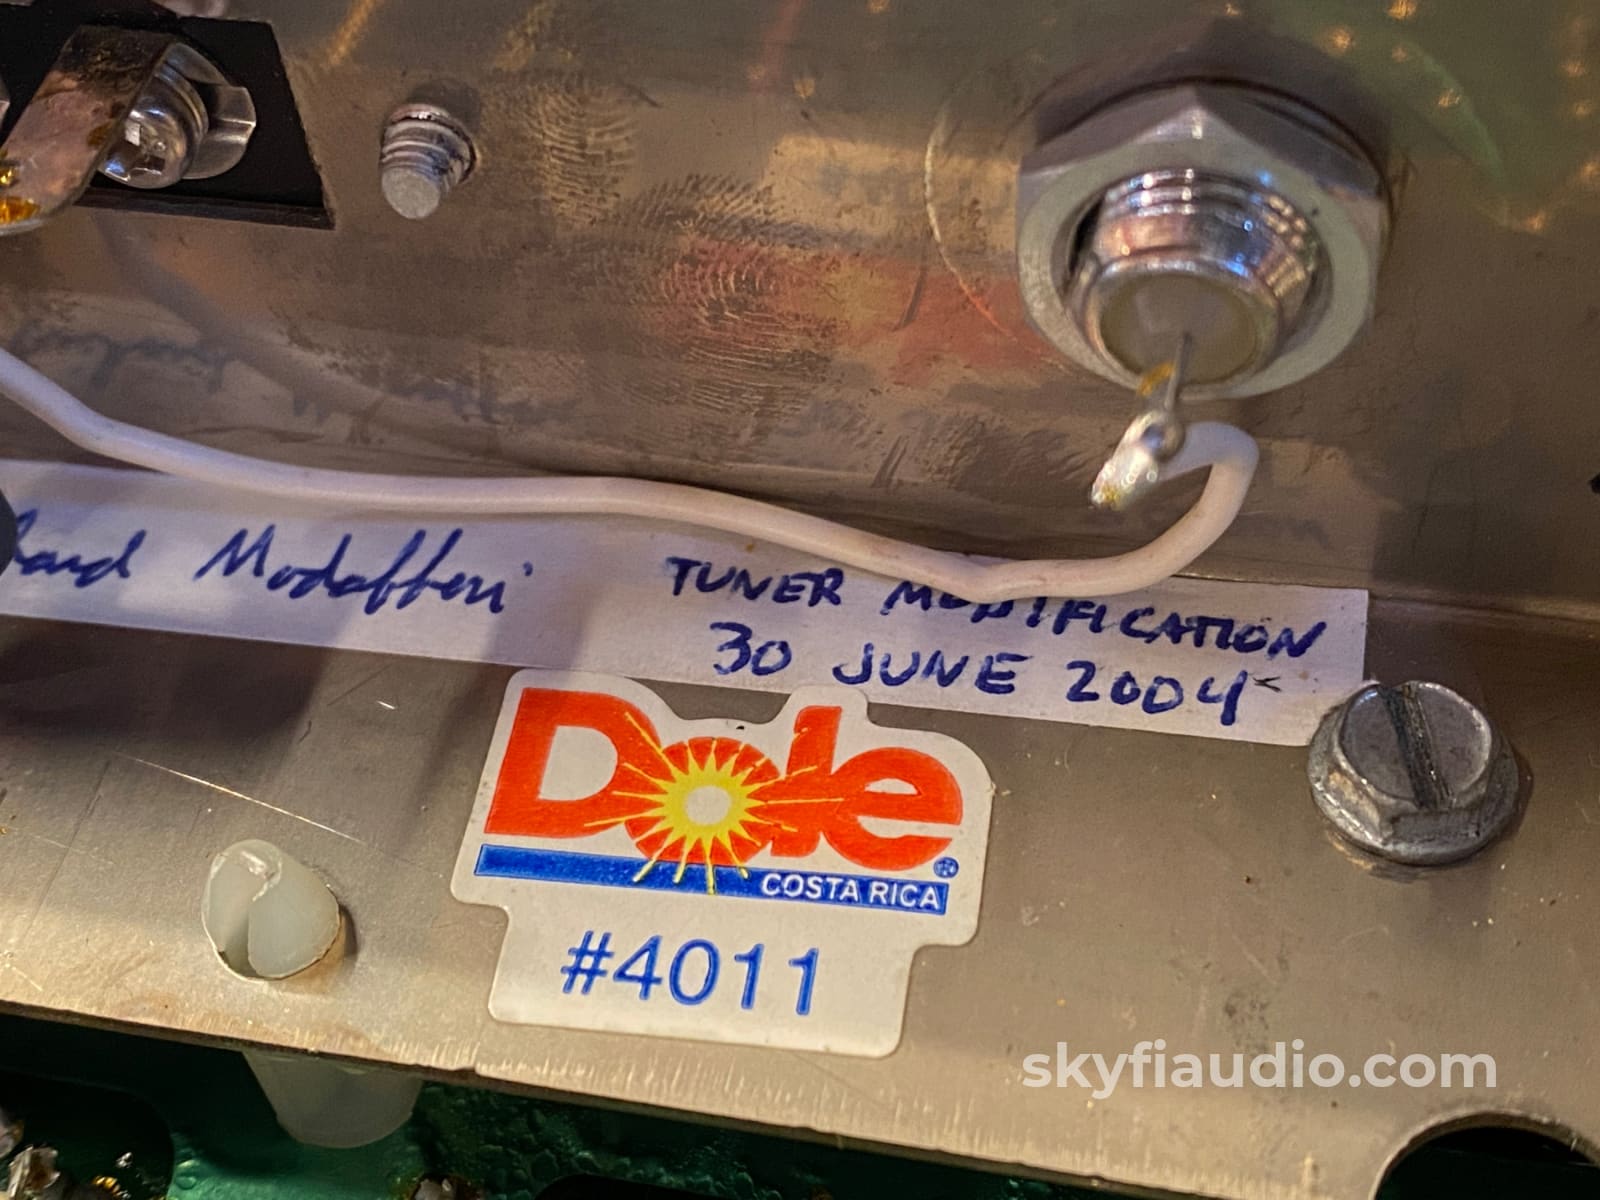 Modafferi
TUNER MODIFICATION
30 JUNE 2004
Dole
®
COSTA RICA
#4011
skyfiaudio.com